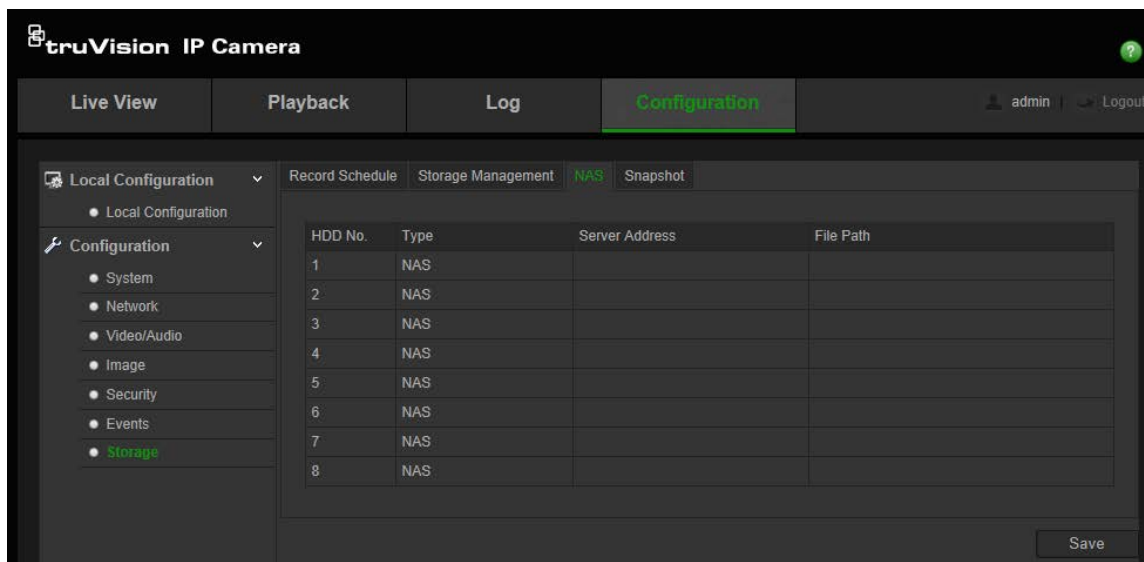 truVision IP Camera
?
Live View Playback Log Configuration admin Logout
Local Configuration
Local Configuration
Configuration
System
Network
Video/Audio
Image
Security
Events
Storage
Record Schedule Storage Management NAS Snapshot
HDD No. Type Server Address File Path
1 NAS
2 NAS
3 NAS
4 NAS
5 NAS
6 NAS
7 NAS
8 NAS
Save